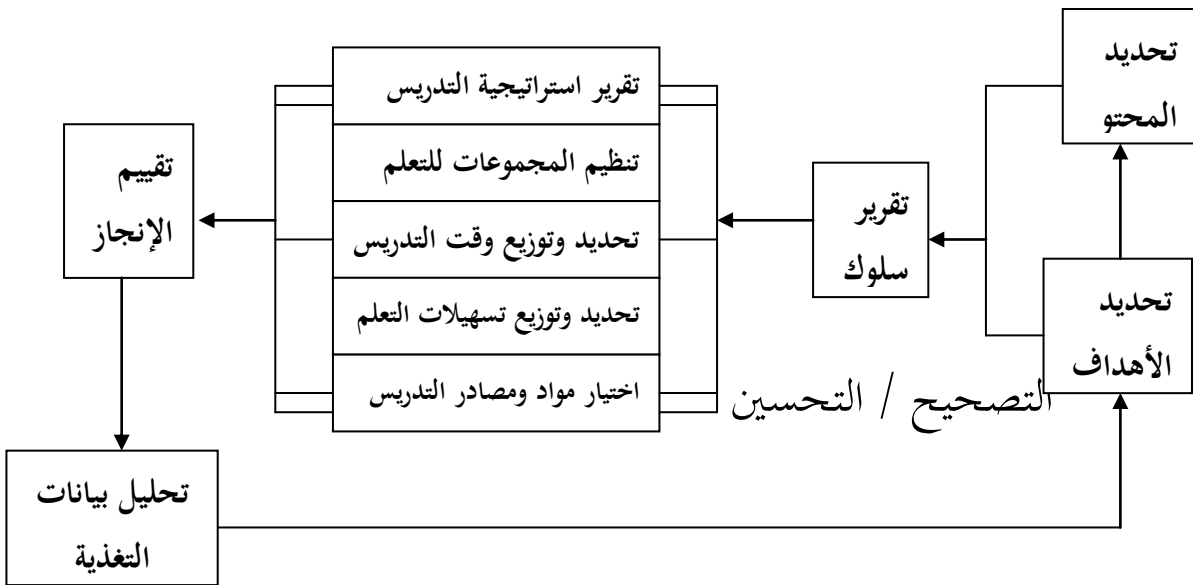 تحديد
المحتو
تقرير استراتيجية التدريس
تنظيم المجموعات للتعلم
تحديد وتوزيع وقت التدريس
تحديد وتوزيع تسهيلات التعلم
اختيار مواد ومصادر التدريس
تقييم
الإنجاز
تقرير
سلوك
تحديد
الأهداف
التصحيح / التحسين
تحليل بيانات
التغذية